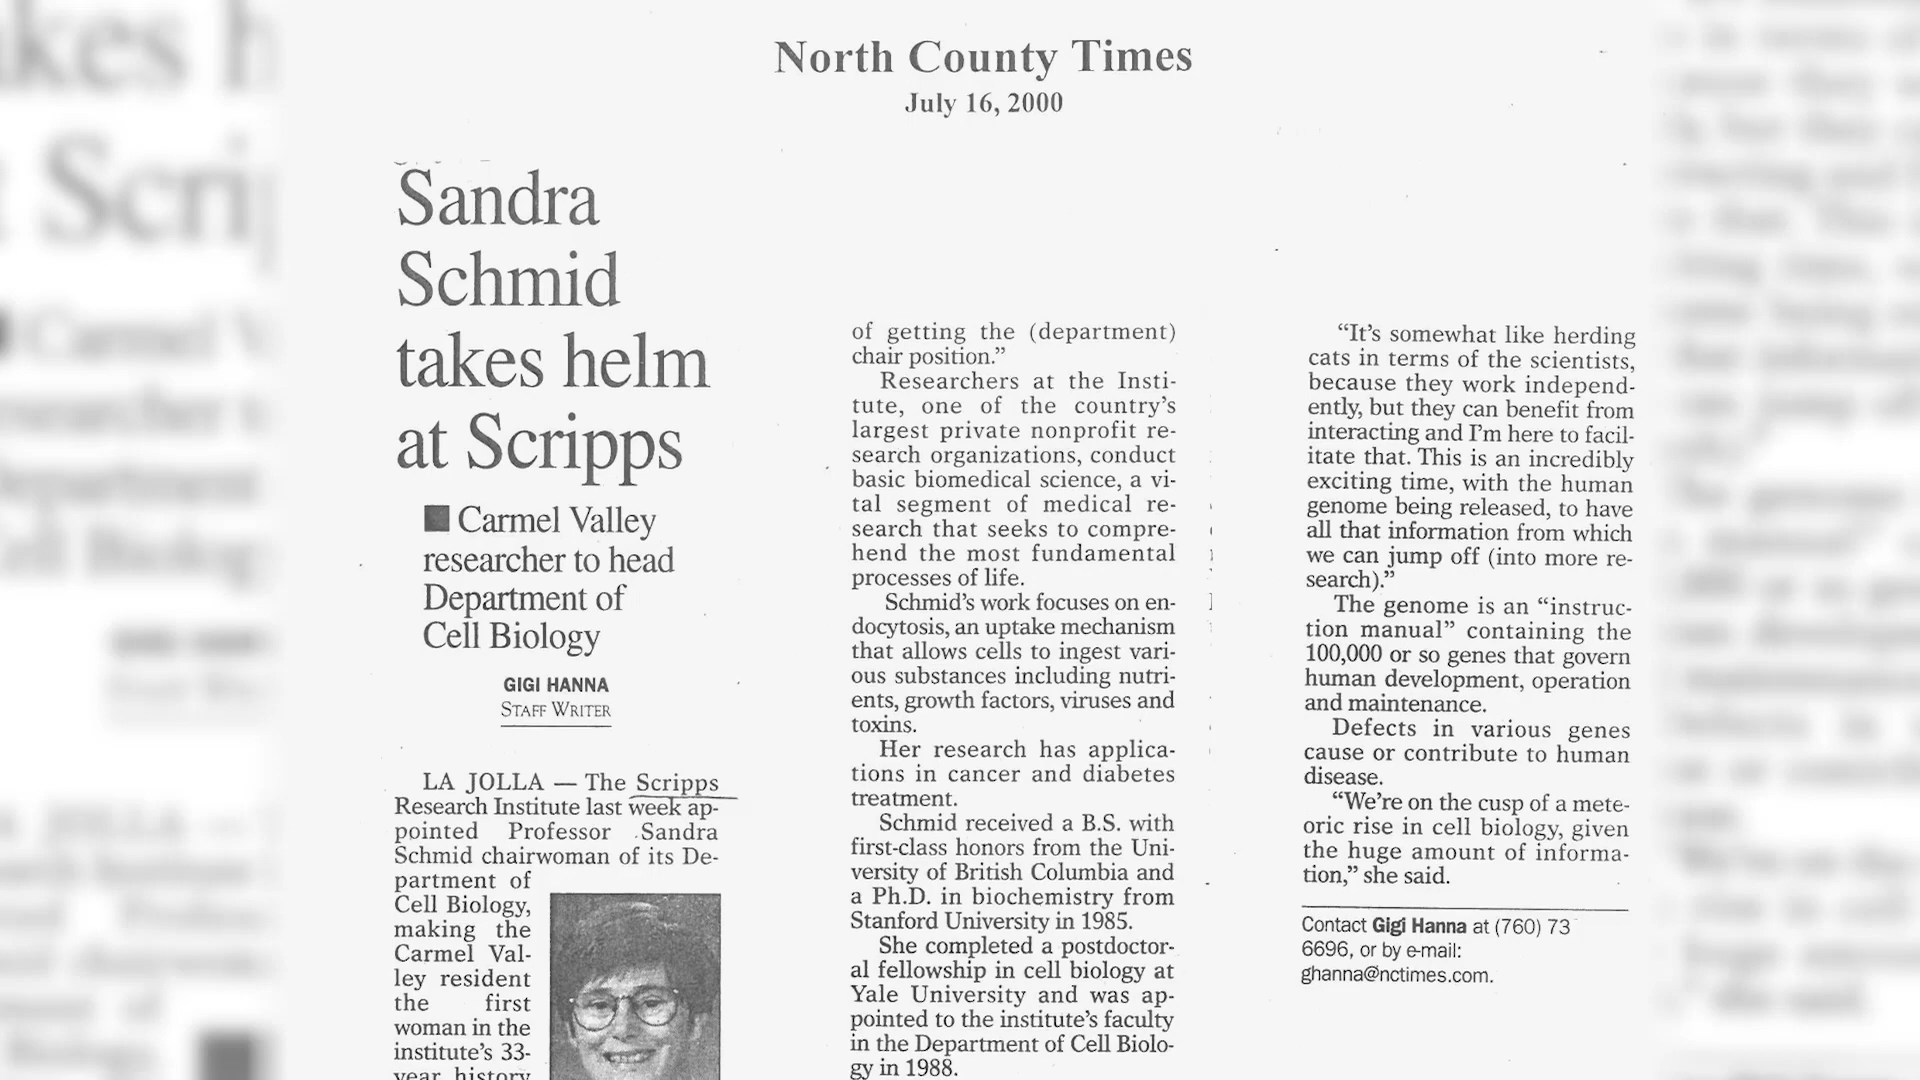 North County Times
July 16, 2000
Sandra
Schmid
takes helm
at Scripps
■ Carmel Valley
researcher to head
Department of
Cell Biology
GIGI HANNA
STAFF WRITER
LA JOLLA — The Scripps
Research Institute last week ap-
pointed Professor Sandra
Schmid chairwoman of its De-
partment of
Cell Biology,
making the
Carmel Val-
ley resident
the first
woman in the
institute's 33-
year history
of getting the (department)
chair position.”
Researchers at the Insti-
tute, one of the country's
largest private nonprofit re-
search organizations, conduct
basic biomedical science, a vi-
tal segment of medical re-
search that seeks to compre-
hend the most fundamental
processes of life.
Schmid's work focuses on en-
docytosis, an uptake mechanism
that allows cells to ingest vari-
ous substances including nutri-
ents, growth factors, viruses and
toxins.
Her research has applica-
tions in cancer and diabetes
treatment.
Schmid received a B.S. with
first-class honors from the Uni-
versity of British Columbia and
a Ph.D. in biochemistry from
Stanford University in 1985.
She completed a postdoctor-
al fellowship in cell biology at
Yale University and was ap-
pointed to the institute's faculty
in the Department of Cell Biolo-
gy in 1988.
“It's somewhat like herding
cats in terms of the scientists,
because they work independ-
ently, but they can benefit from
interacting and I'm here to facil-
itate that. This is an incredibly
exciting time, with the human
genome being released, to have
all that information from which
we can jump off (into more re-
search).”
The genome is an “instruc-
tion manual” containing the
100,000 or so genes that govern
human development, operation
and maintenance.
Defects in various genes
cause or contribute to human
disease.
“We're on the cusp of a mete-
oric rise in cell biology, given
the huge amount of informa-
tion,” she said.
Contact Gigi Hanna at (760) 73
6696, or by e-mail:
ghanna@nctimes.com.